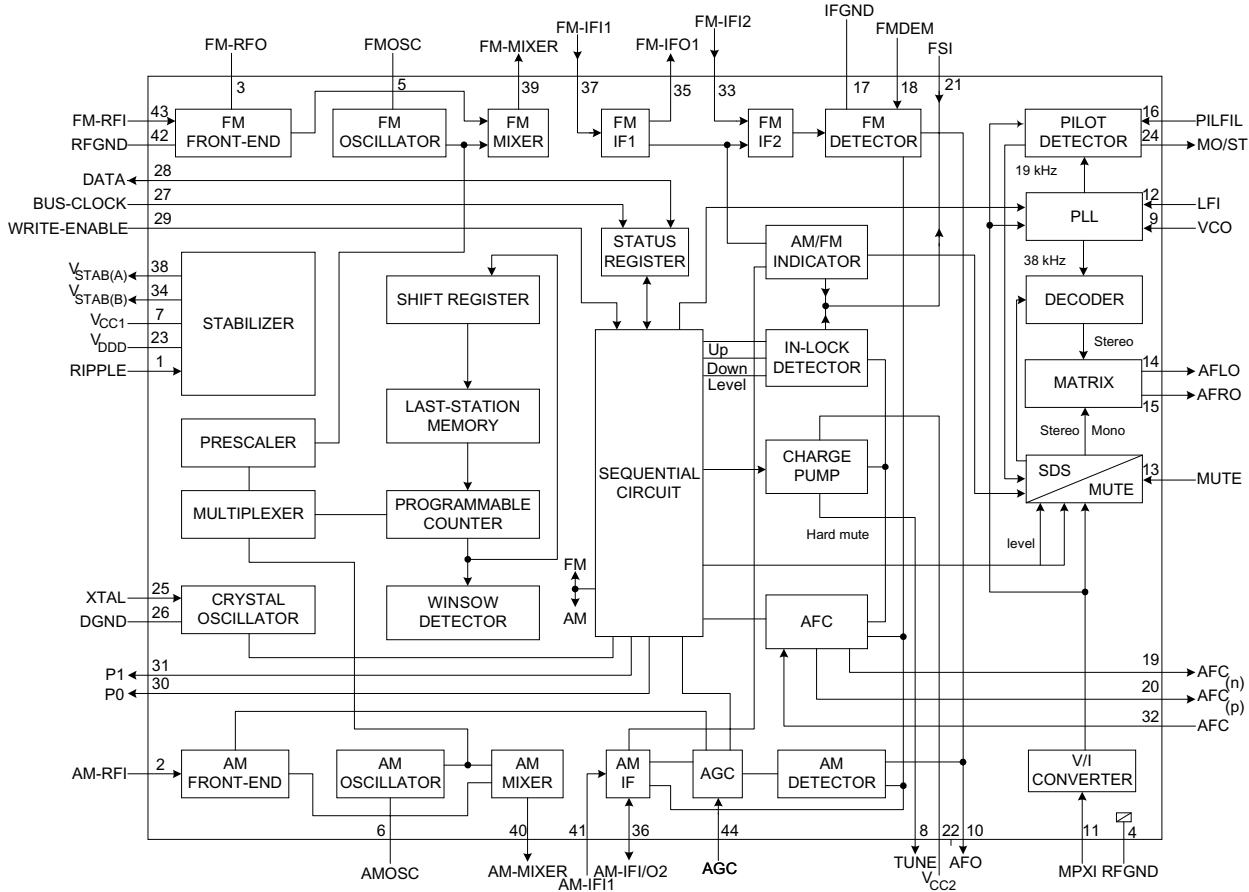 FM-RFO
FMOSC
FM-MIXER
FM-IFI1
FM-IFO1
FM-IFI2
IFGND
FMDEM
FSI
3
5
39
37
35
33
17
18
21
FM-RFI
43
RFGND
42
FM
FRONT-END
FM
OSCILLATOR
FM
MIXER
FM
IF1
FM
IF2
FM
DETECTOR
PILOT
DETECTOR
16
PILFIL
24
MO/ST
19 kHz
DATA
28
BUS-CLOCK
27
WRITE-ENABLE
29
STATUS
REGISTER
AM/FM
INDICATOR
PLL
12
LFI
9
VCO
38 kHz
VSTAB(A)
38
VSTAB(B)
34
VCC1
7
VDDD
23
RIPPLE
1
STABILIZER
SHIFT REGISTER
DECODER
Stereo
Up
Down
Level
IN-LOCK
DETECTOR
MATRIX
14
AFLO
AFRO
15
LAST-STATION
MEMORY
Stereo
Mono
PRESCALER
SEQUENTIAL
CIRCUIT
CHARGE
PUMP
SDS
MUTE
13
MUTE
MULTIPLEXER
PROGRAMMABLE
COUNTER
Hard mute
level
FM
AM
XTAL
25
DGND
26
CRYSTAL
OSCILLATOR
WINSOW
DETECTOR
AFC
P1
31
P0
30
19
AFC(n)
20
AFC(p)
32
AFC
AM-RFI
2
AM
FRONT-END
AM
OSCILLATOR
AM
MIXER
AM
IF
AGC
AM
DETECTOR
V/I
CONVERTER
6
40
41
36
44
8
22
10
11
4
AMOSC
AM-MIXER
AM-IFI1
AM-IFI/O2
AGC
TUNE
VCC2
AFO
MPXI
RFGND